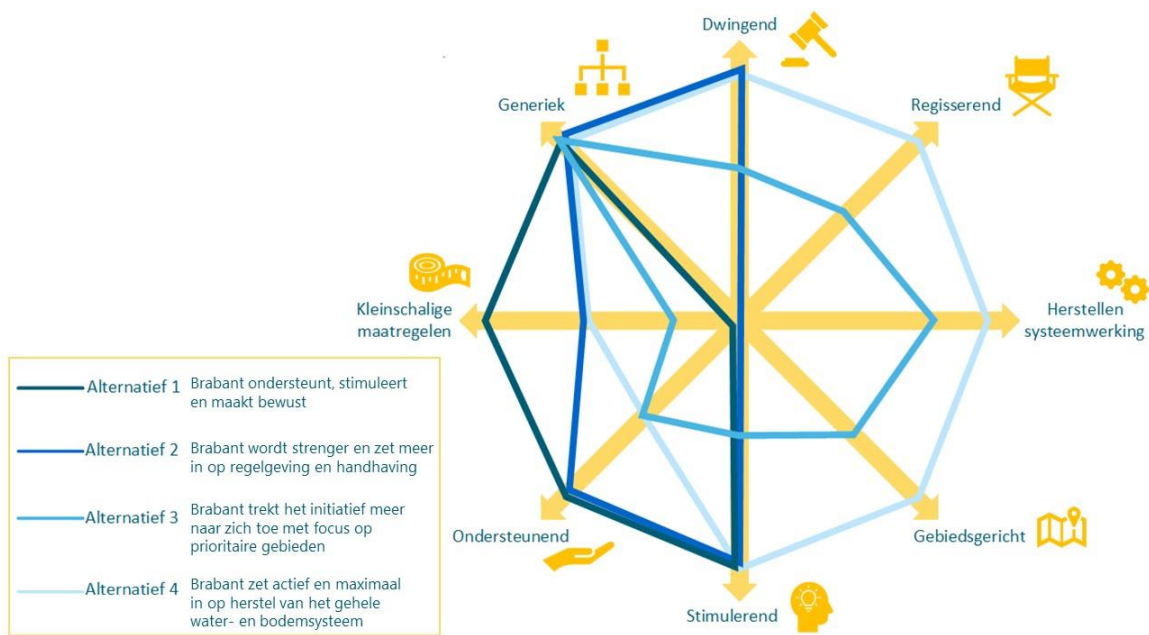 Dwingend
Generiek
Regisserend
Kleinschalige
maatregelen
Herstellen
systeemwerking
Ondersteunend
Gebiedsgericht
Stimulerend
Alternatief 1 Brabant ondersteunt, stimuleert
en maakt bewust
Alternatief 2 Brabant wordt strenger en zet meer
in op regelgeving en handhaving
Alternatief 3 Brabant trekt het initiatief meer
naar zich toe met focus op
prioritaire gebieden
Alternatief 4 Brabant zet actief en maximaal
in op herstel van het gehele
water- en bodemsysteem